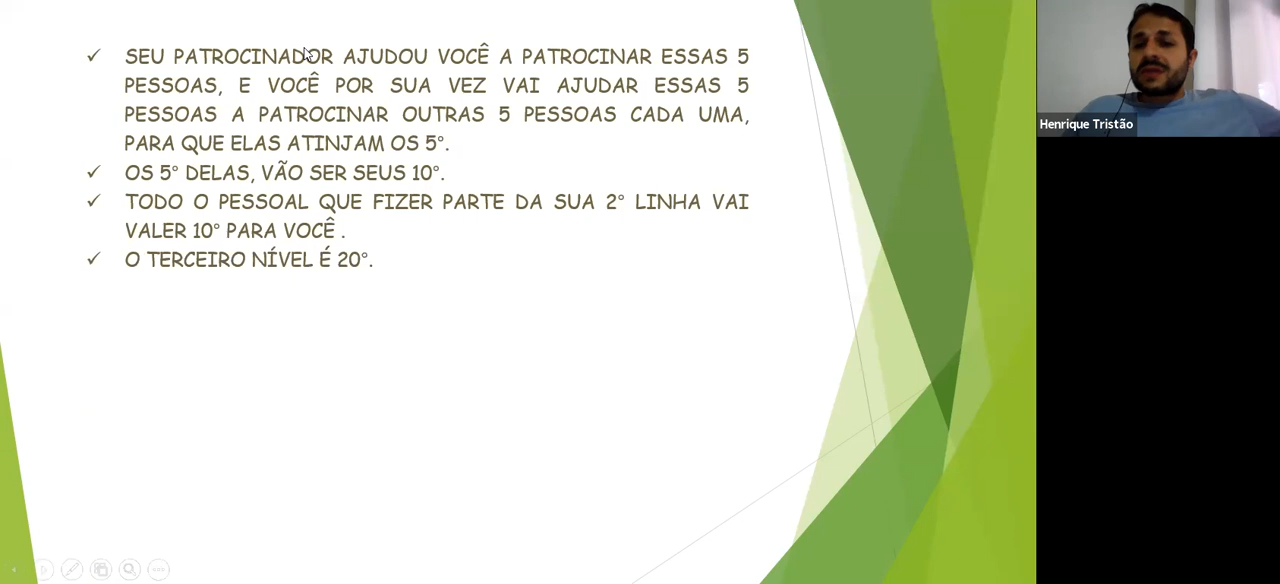 ✓ SEU PATROCINADOR AJUDOU VOCÊ A PATROCINAR ESSAS 5
PESSOAS, E VOCÊ POR SUA VEZ VAI AJUDAR ESSAS 5
PESSOAS A PATROCINAR OUTRAS 5 PESSOAS CADA UMA,
PARA QUE ELAS ATINJAM OS 5°.
✓ OS 5° DELAS, VÃO SER SEUS 10°.
✓ TODO O PESSOAL QUE FIZER PARTE DA SUA 2° LINHA VAI
VALER 10° PARA VOCÊ .
✓ O TERCEIRO NÍVEL É 20°.
Henrique Tristão